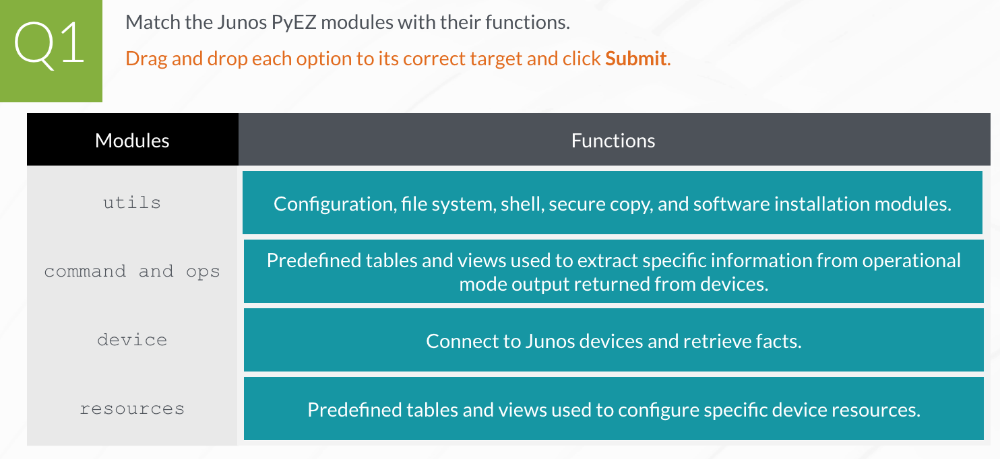 Q1
Match the Junos PyEZ modules with their functions.
Drag and drop each option to its correct target and click Submit.
Modules
Functions
utils
Configuration, file system, shell, secure copy, and software installation modules.
command and ops
Predefined tables and views used to extract specific information from operational
mode output returned from devices.
device
Connect to Junos devices and retrieve facts.
resources
Predefined tables and views used to configure specific device resources.